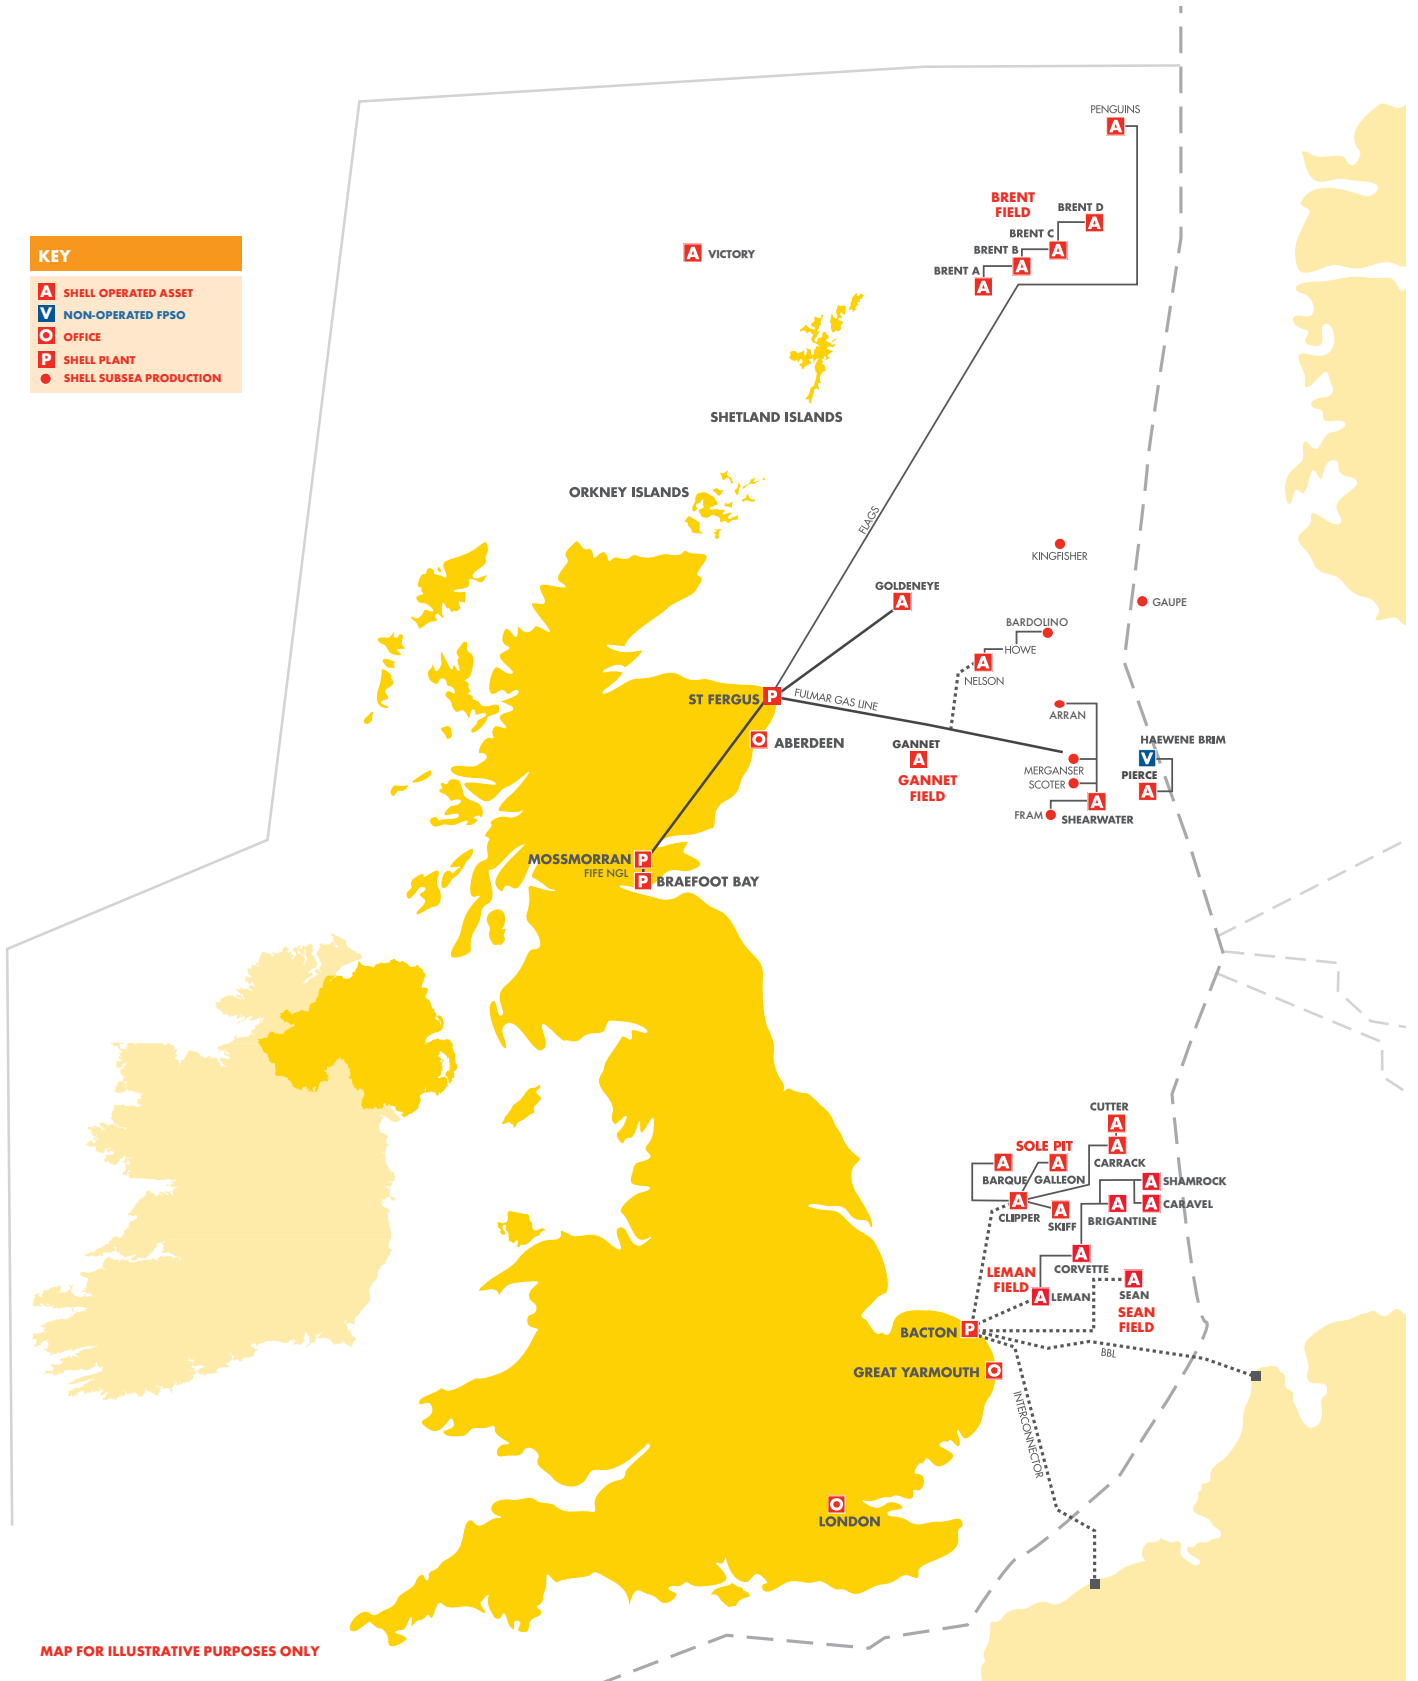 PENGUINS
BRENT
FIELD
BRENT D
BRENT C
BRENT B
BRENT A
A
A
A
A
A
KEY
A SHELL OPERATED ASSET
V NON-OPERATED FPSO
O OFFICE
P SHELL PLANT
SHELL SUBSEA PRODUCTION
A VICTORY
SHETLAND ISLANDS
ORKNEY ISLANDS
FLAGS
KINGFISHER
GOLDENEYE
A
GAUPE
BARDOLINO
HOWE
A
NELSON
ST FERGUS P
FULMAR GAS LINE
ARRAN
O ABERDEEN
GANNET
A
GANNET
FIELD
HAEWENE BRIM
V
MERGANSER
PIERCE
A
SCOTER
A
FRAM
SHEARWATER
MOSSMORRAN P
FIFE NGL
P BRAEFOOT BAY
CUTTER
A
SOLE PIT
A
CARRACK
A
BARQUE
A
GALLEON
A SHAMROCK
A CARAVEL
A
CLIPPER
A
SKIFF
A
BRIGANTINE
A
CORVETTE
LEMAN
FIELD
A LEMAN
A
SEAN
SEAN
FIELD
BACTON P
BBL
GREAT YARMOUTH O
INTERCONNECTOR
O
LONDON
MAP FOR ILLUSTRATIVE PURPOSES ONLY